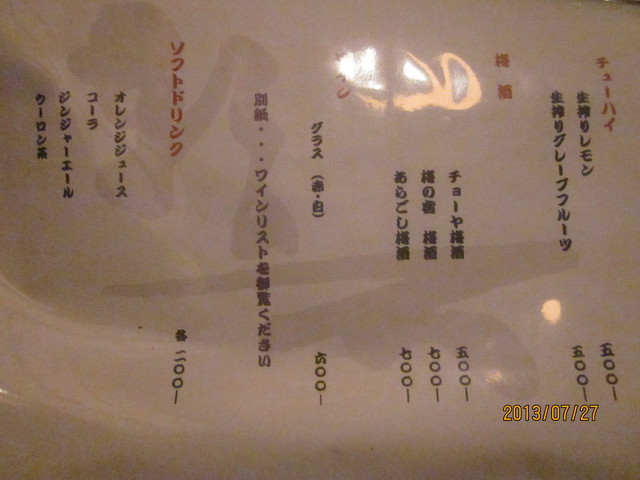 チューハイ
生搾りレモン 五〇〇ー
生搾りグレープフルーツ 五〇〇ー
梅酒
チョーヤ梅酒 五〇〇ー
梅の宿 梅酒 七〇〇ー
あらごし梅酒 七〇〇ー
ワイン
グラス (赤・白) 六〇〇ー
別紙・・・ワインリストを御覧ください
ソフトドリンク 各 二〇〇ー
オレンジジュース
コーラ
ジンジャーエール
ウーロン茶
2013/07/27